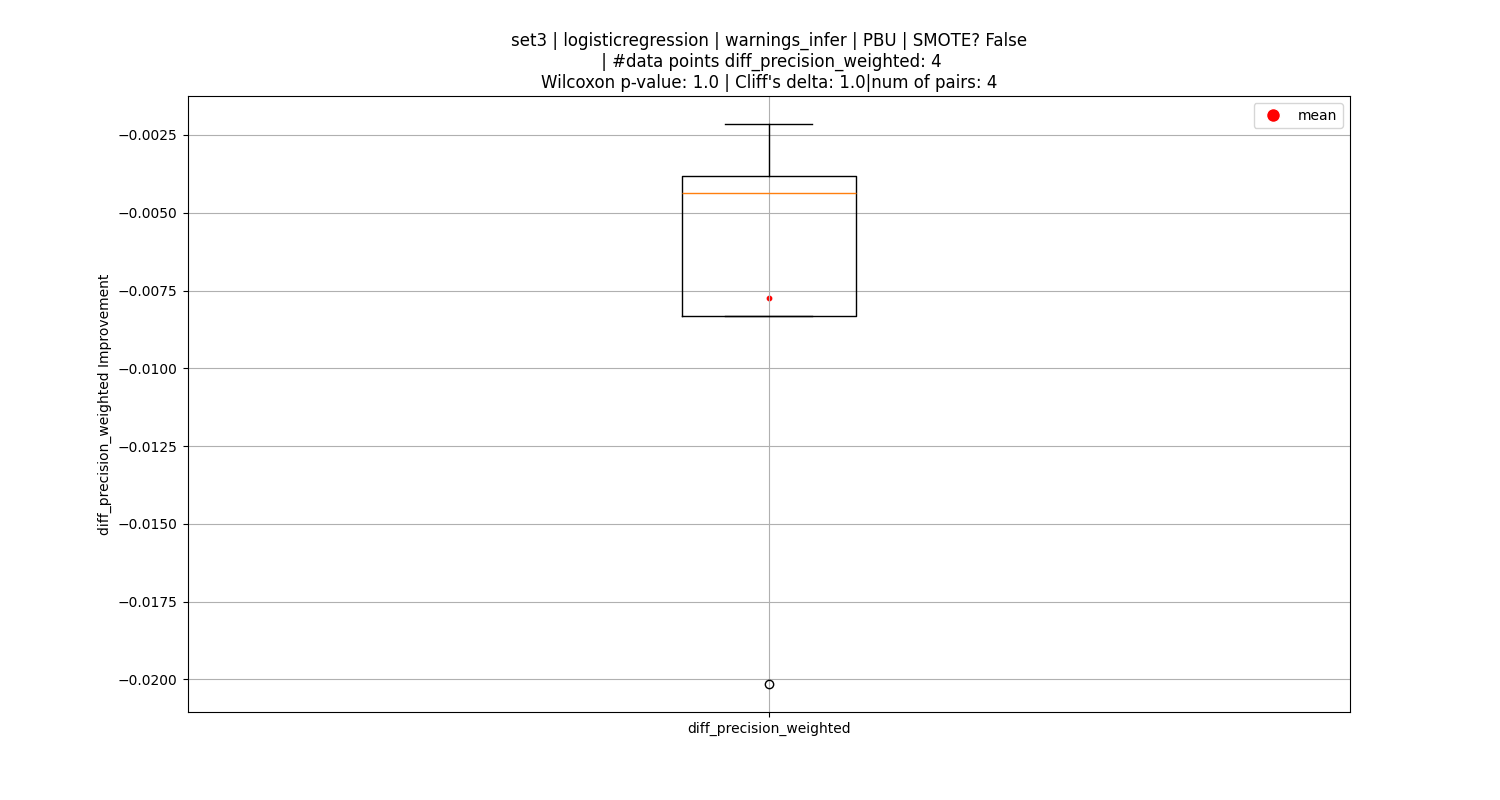 set3 | logisticregression | warnings_infer | PBU | SMOTE? False
| #data points diff_precision_weighted: 4
Wilcoxon p-value: 1.0 | Cliff's delta: 1.0|num of pairs: 4
mean
−0.0025
−0.0050
−0.0075
−0.0100
−0.0125
−0.0150
−0.0175
−0.0200
diff_precision_weighted Improvement
diff_precision_weighted